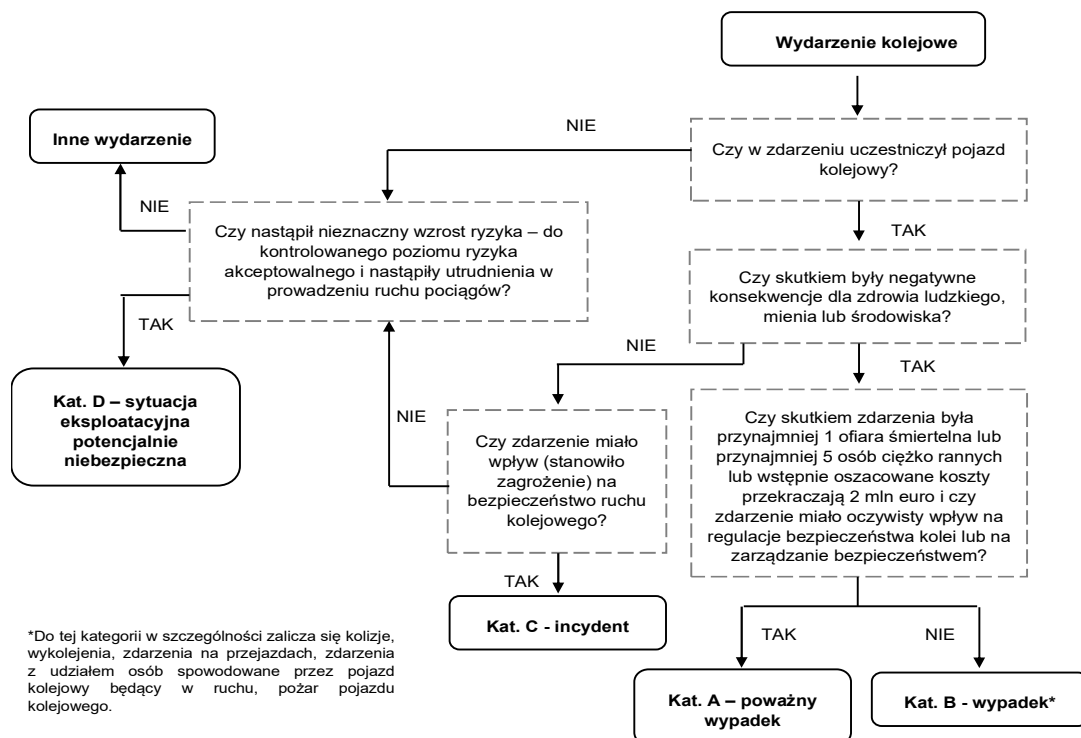 Wydarzenie kolejowe
NIE
Inne wydarzenie
Czy w zdarzeniu uczestniczył pojazd
kolejowy?
NIE
TAK
Czy nastąpił nieznaczny wzrost ryzyka – do
kontrolowanego poziomu ryzyka
akceptowalnego i nastąpiły utrudnienia w
prowadzeniu ruchu pociągów?
Czy skutkiem były negatywne
konsekwencje dla zdrowia ludzkiego,
mienia lub środowiska?
TAK
NIE
TAK
Kat. D – sytuacja
eksploatacyjna
potencjalnie
niebezpieczna
NIE
Czy zdarzenie miało
wpływ (stanowiło
zagrożenie) na
bezpieczeństwo ruchu
kolejowego?
Czy skutkiem zdarzenia była
przynajmniej 1 ofiara śmiertelna lub
przynajmniej 5 osób ciężko rannych
lub wstępnie oszacowane koszty
przekraczają 2 mln euro i czy
zdarzenie miało oczywisty wpływ na
regulacje bezpieczeństwa kolei lub na
zarządzanie bezpieczeństwem?
TAK
Kat. C - incydent
TAK
NIE
*Do tej kategorii w szczególności zalicza się kolizje,
wykolejenia, zdarzenia na przejazdach, zdarzenia
z udziałem osób spowodowane przez pojazd
kolejowy będący w ruchu, pożar pojazdu
kolejowego.
Kat. A – poważny
wypadek
Kat. B - wypadek*